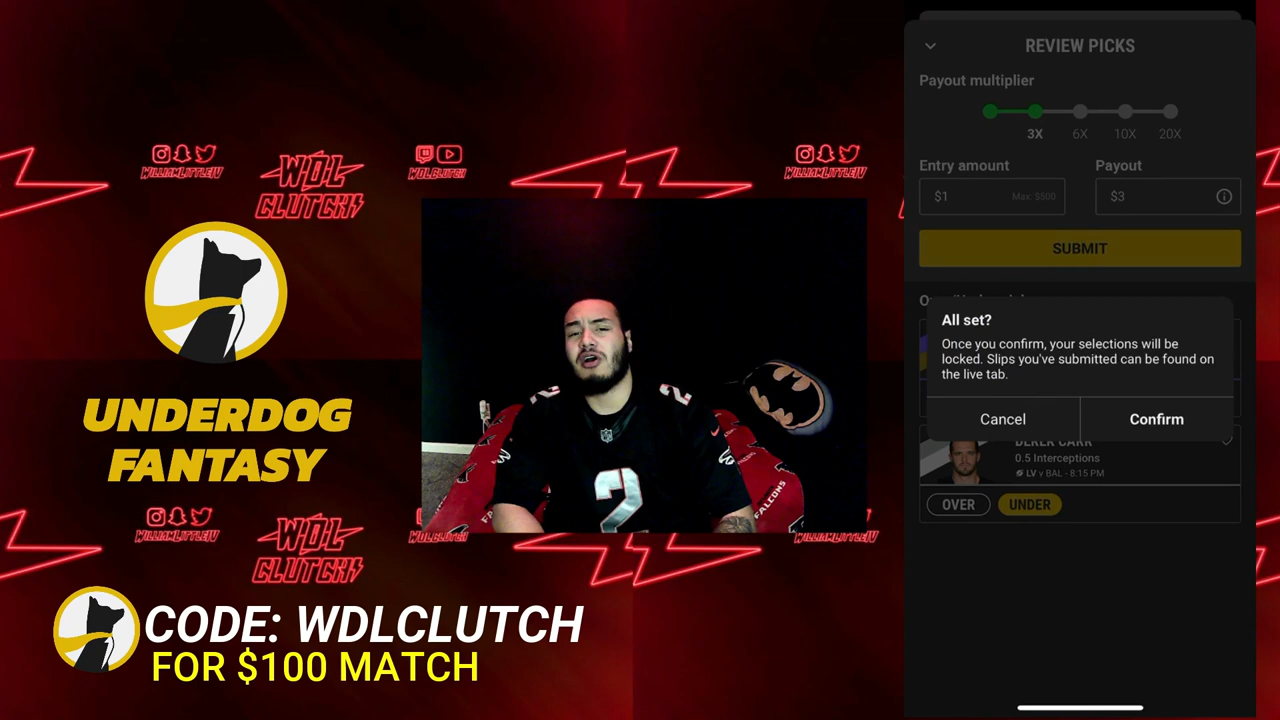 WILLIAMLITTLEIV
WDL
CLUTCH
WDLCLUTCH
WILLIAMLITTLEIV
UNDERDOG
FANTASY
WILLIAMLITTLEIV
WDL
CLUTCH
WDLCLUTCH
WILLIAMLITTLEIV
CODE: WDLCLUTCH
FOR $100 MATCH
2
2
FALCONS
REVIEW PICKS
Payout multiplier
3X 6X 10X 20X
Entry amount Payout
$1 Max: $500 $3
SUBMIT
All set?
Once you confirm, your selections will be
locked. Slips you've submitted can be found on
the live tab.
Cancel Confirm
DEREK CARR
0.5 Interceptions
LV v BAL - 8:15 PM
OVER UNDER